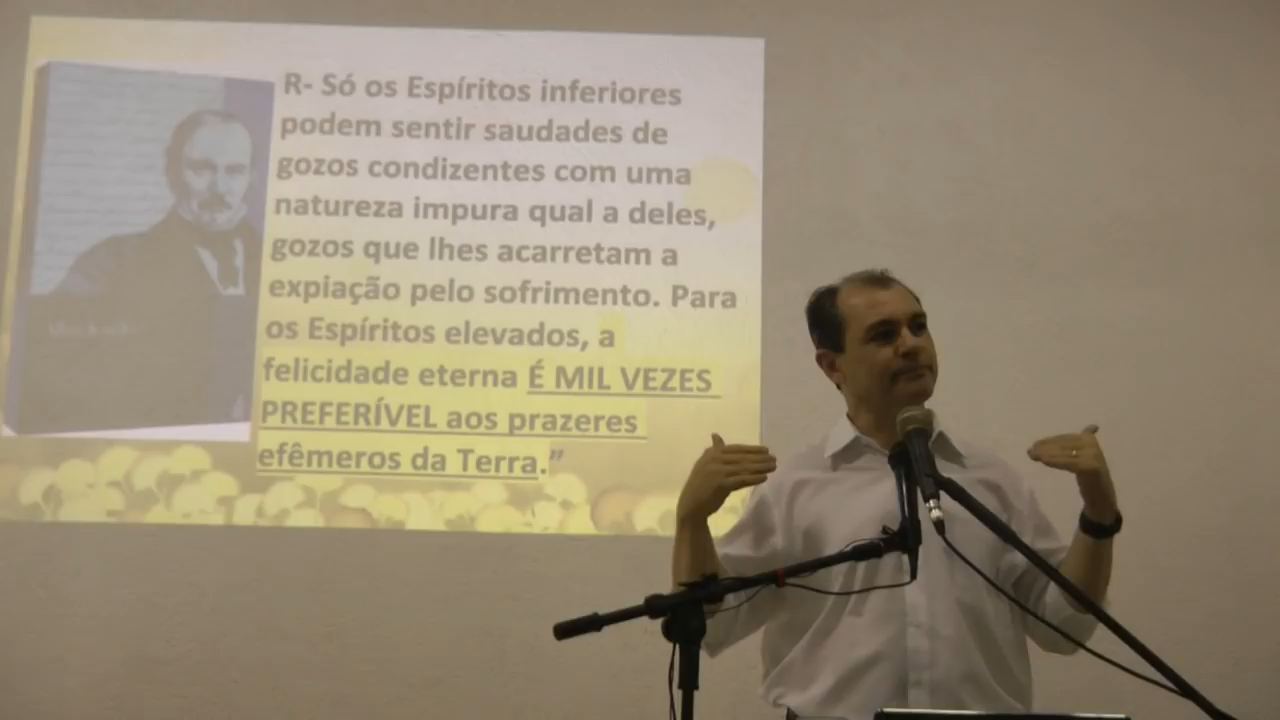 R- Só os Espíritos inferiores
podem sentir saudades de
gozos condizentes com uma
natureza impura qual a deles,
gozos que lhes acarretam a
expiação pelo sofrimento. Para
os Espíritos elevados, a
felicidade eterna É MIL VEZES
PREFERÍVEL aos prazeres
efêmeros da Terra.”